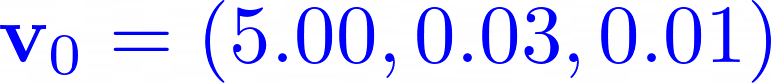 v₀ = (5.00, 0.03, 0.01)